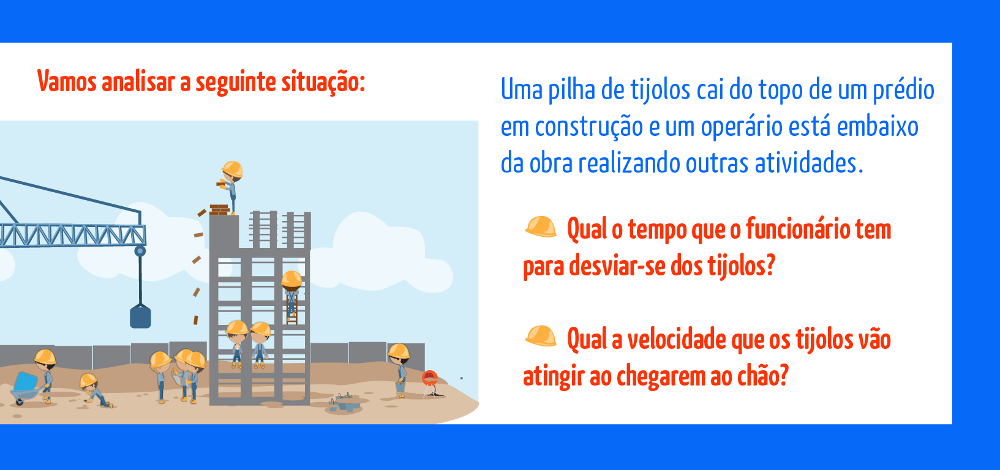 Vamos analisar a seguinte situação:
Uma pilha de tijolos cai do topo de um prédio
em construção e um operário está embaixo
da obra realizando outras atividades.
Qual o tempo que o funcionário tem
para desviar-se dos tijolos?
Qual a velocidade que os tijolos vão
atingir ao chegarem ao chão?